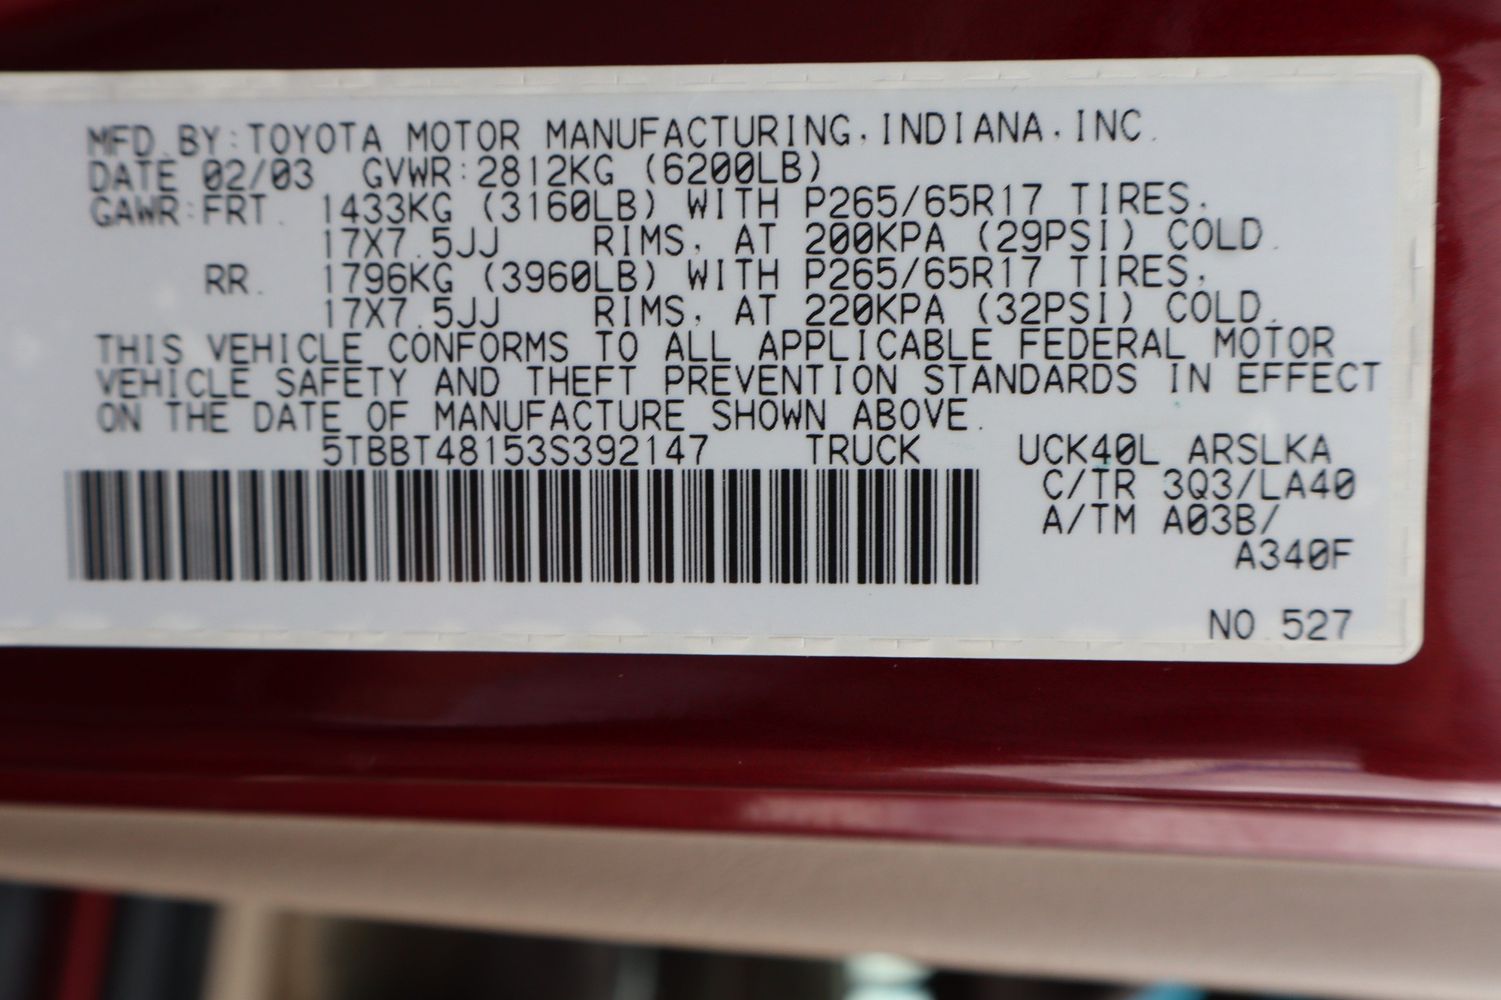 MFD.BY:TOYOTA MOTOR MANUFACTURING,INDIANA,INC.
DATE 02/03 GVWR:2812KG (6200LB)
GAWR:FRT. 1433KG (3160LB) WITH P265/65R17 TIRES,
17X7.5JJ RIMS, AT 200KPA (29PSI) COLD.
RR. 1796KG (3960LB) WITH P265/65R17 TIRES,
17X7.5JJ RIMS, AT 220KPA (32PSI) COLD.
THIS VEHICLE CONFORMS TO ALL APPLICABLE FEDERAL MOTOR
VEHICLE SAFETY AND THEFT PREVENTION STANDARDS IN EFFECT
ON THE DATE OF MANUFACTURE SHOWN ABOVE.
5TBBT48153S392147 TRUCK UCK40L ARSLKA
C/TR 3Q3/LA40
A/TM A03B/
A340F
NO.527